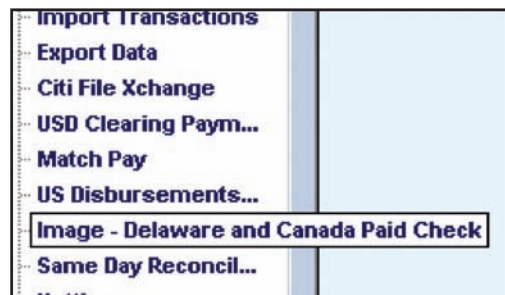 Import Transactions
Export Data
Citi File Xchange
USD Clearing Paym...
Match Pay
US Disbursements...
Image - Delaware and Canada Paid Check
Same Day Reconcil...